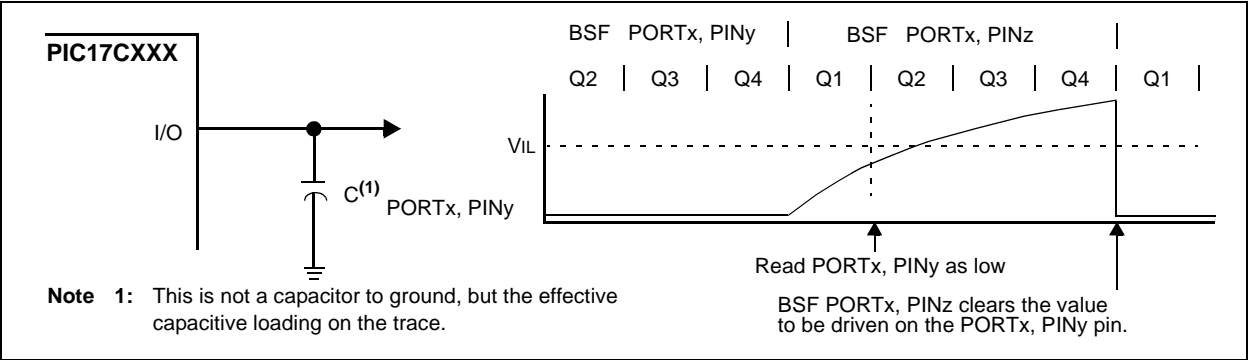 PIC17CXXX
I/O
C(1)
BSF PORTx, PINy | BSF PORTx, PINz |
Q2 | Q3 | Q4 | Q1 | Q2 | Q3 | Q4 | Q1 |
VIL
PORTx, PINy
Read PORTx, PINy as low
BSF PORTx, PINz clears the value
to be driven on the PORTx, PINy pin.
Note 1: This is not a capacitor to ground, but the effective
capacitive loading on the trace.